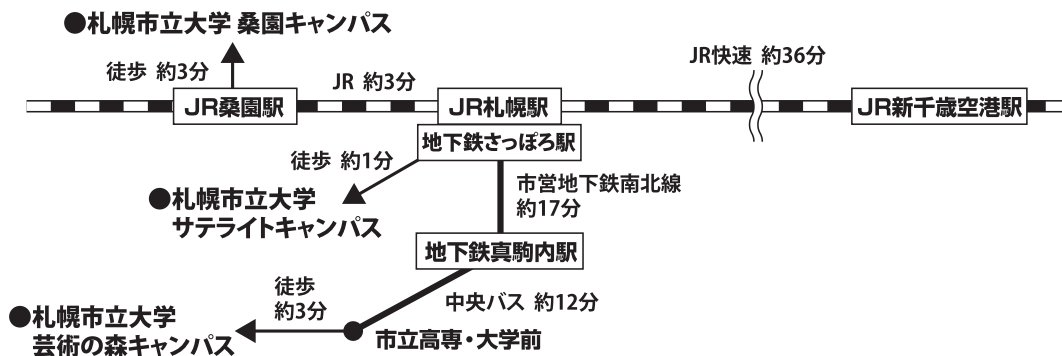 ●札幌市立大学 桑園キャンパス
徒歩 約3分
JR 約3分
JR快速 約36分
JR桑園駅
JR札幌駅
JR新千歳空港駅
地下鉄さっぽろ駅
徒歩 約1分
●札幌市立大学
サテライトキャンパス
市営地下鉄南北線
約17分
地下鉄真駒内駅
徒歩
約3分
中央バス 約12分
●札幌市立大学
芸術の森キャンパス
市立高専・大学前